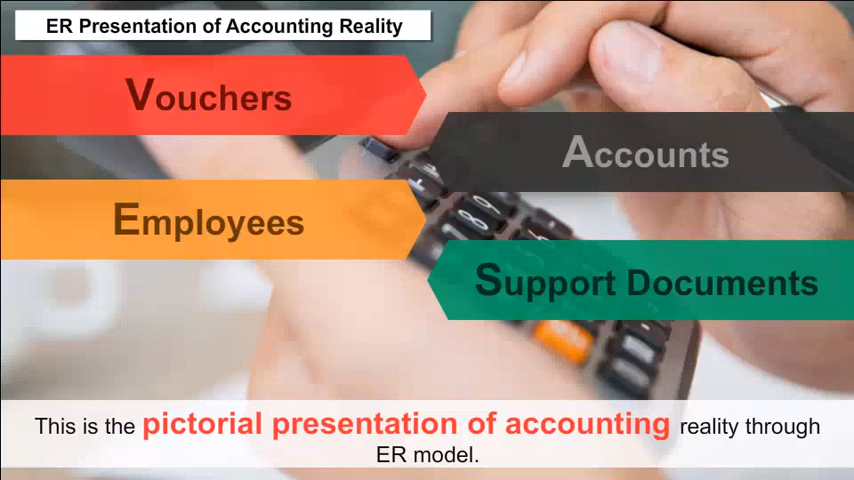 ER Presentation of Accounting Reality
Vouchers
Accounts
Employees
Support Documents
This is the pictorial presentation of accounting reality through
ER model.